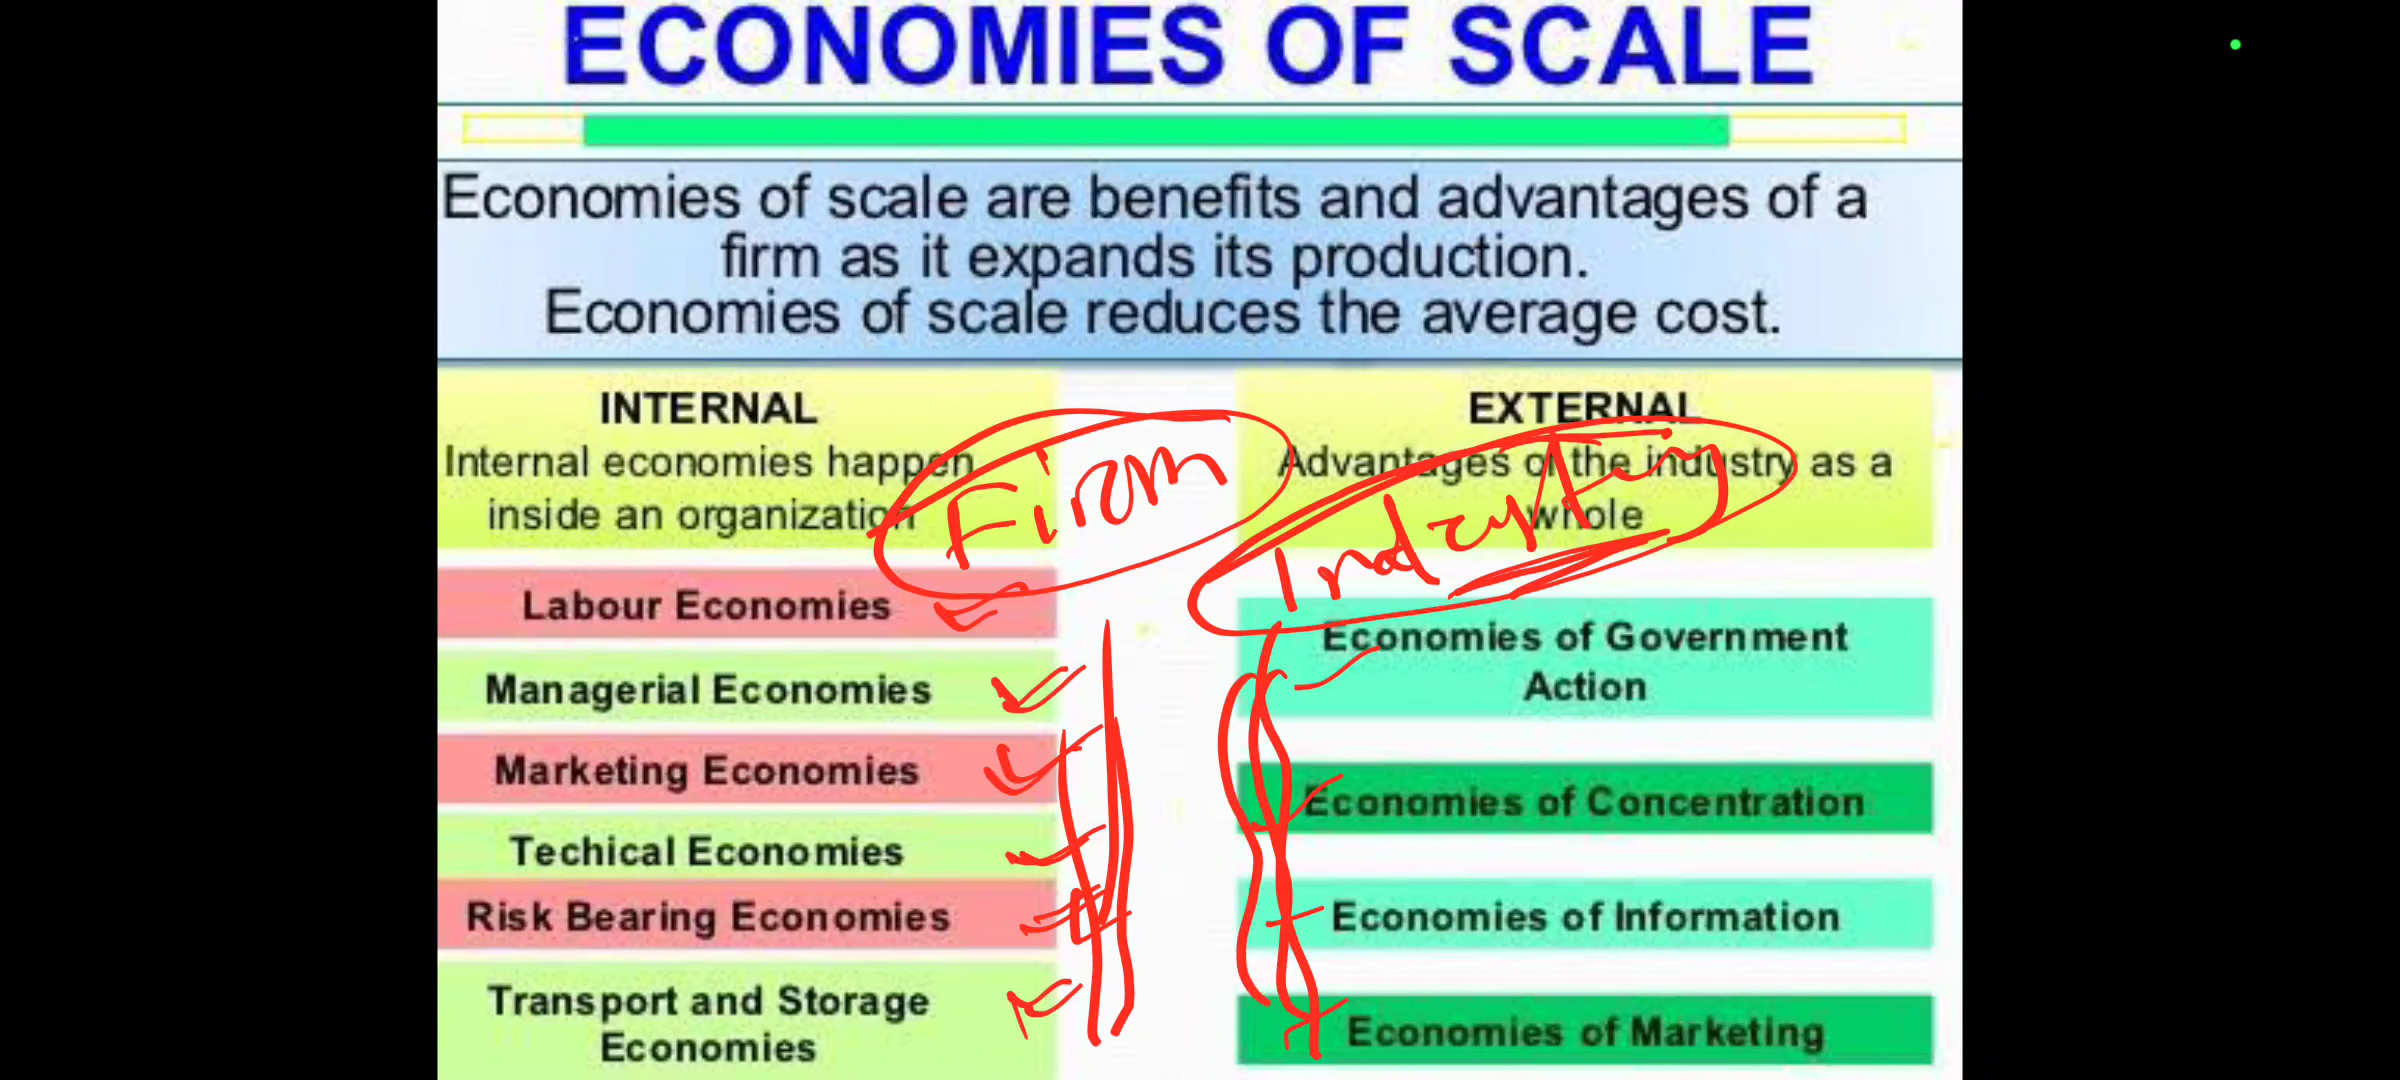 ECONOMIES OF SCALE
Economies of scale are benefits and advantages of a
firm as it expands its production.
Economies of scale reduces the average cost.
INTERNAL
Internal economies happen
inside an organization
Firam
Labour Economies
Managerial Economies
Marketing Economies
Techical Economies
Risk Bearing Economies
Transport and Storage
Economies
EXTERNAL
Advantages of the industry as a
whole
Economies of Government
Action
Economies of Concentration
Economies of Information
Economies of Marketing